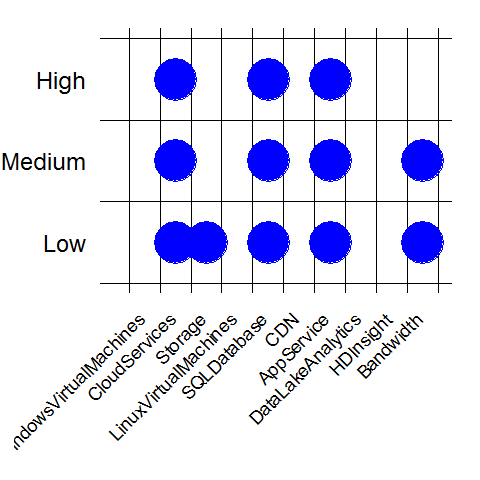 High
Medium
Low
ndowsVirtualMachines
CloudServices
Storage
LinuxVirtualMachines
SQLDatabase
CDN
AppService
DataLakeAnalytics
HDInsight
Bandwidth